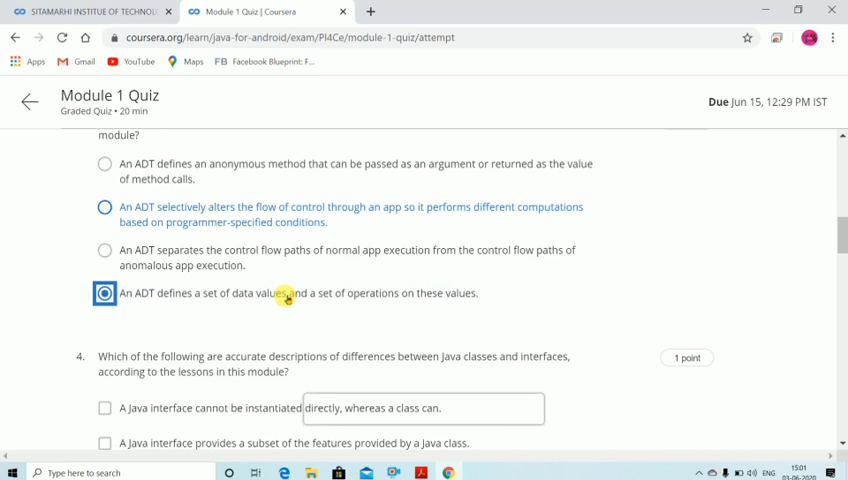 SITAMARHI INSTITUE OF TECHNOL
Module 1 Quiz | Coursera
coursera.org/learn/java-for-android/exam/PI4Ce/module-1-quiz/attempt
Apps
Gmail
YouTube
Maps
FB Facebook Blueprint: F...
Module 1 Quiz
Graded Quiz • 20 min
Due Jun 15, 12:29 PM IST
module?
An ADT defines an anonymous method that can be passed as an argument or returned as the value
of method calls.
An ADT selectively alters the flow of control through an app so it performs different computations
based on programmer-specified conditions.
An ADT separates the control flow paths of normal app execution from the control flow paths of
anomalous app execution.
An ADT defines a set of data values and a set of operations on these values.
4. Which of the following are accurate descriptions of differences between Java classes and interfaces,
according to the lessons in this module?
1 point
A Java interface cannot be instantiated directly, whereas a class can.
A Java interface provides a subset of the features provided by a Java class.
Type here to search
ENG
15:01
03-06-2020